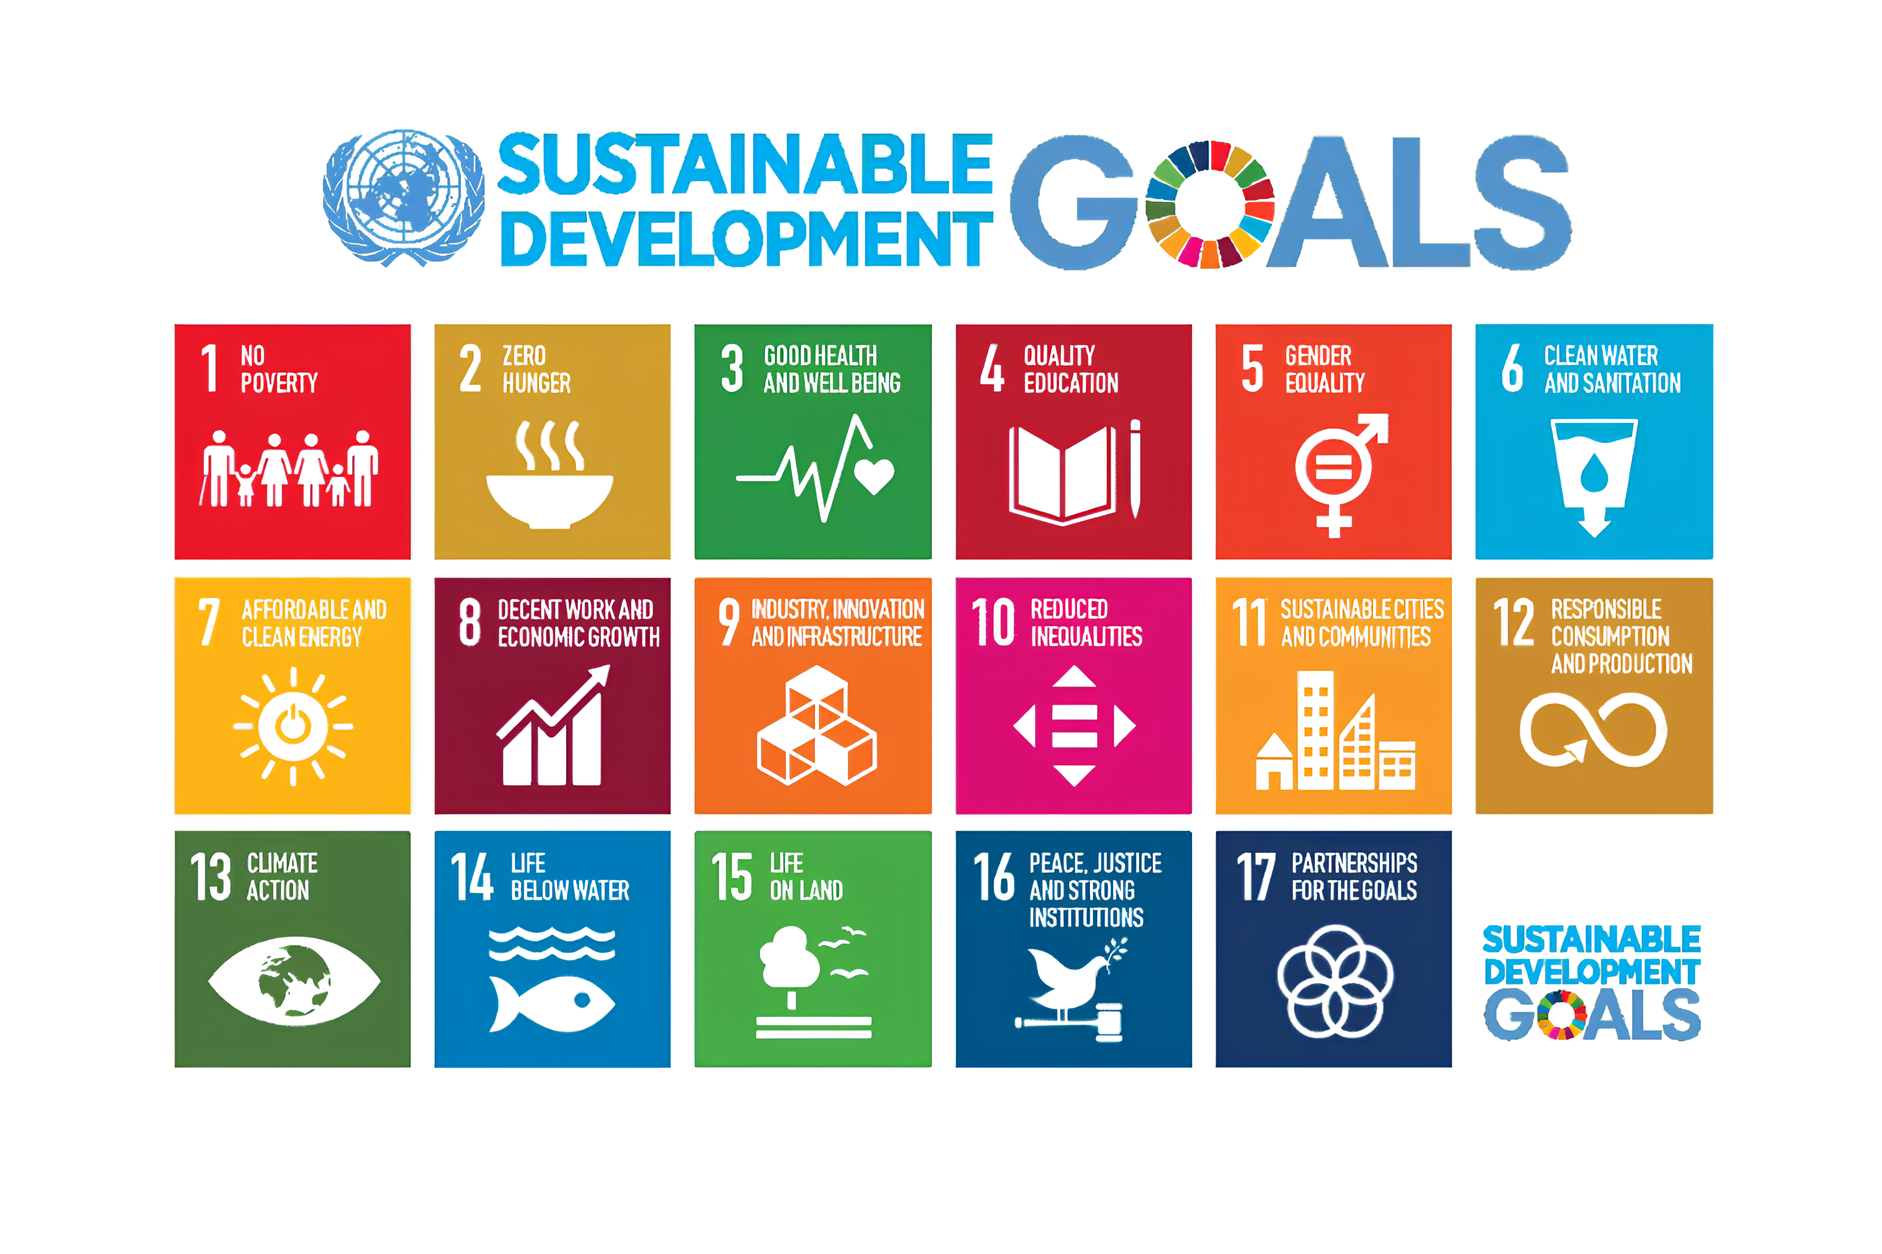 SUSTAINABLE
DEVELOPMENT
GOALS
1 NO
POVERTY
2 ZERO
HUNGER
3 GOOD HEALTH
AND WELL BEING
4 QUALITY
EDUCATION
5 GENDER
EQUALITY
6 CLEAN WATER
AND SANITATION
7 AFFORDABLE AND
CLEAN ENERGY
8 DECENT WORK AND
ECONOMIC GROWTH
9 INDUSTRY, INNOVATION
AND INFRASTRUCTURE
10 REDUCED
INEQUALITIES
11 SUSTAINABLE CITIES
AND COMMUNITIES
12 RESPONSIBLE
CONSUMPTION
AND PRODUCTION
13 CLIMATE
ACTION
14 LIFE
BELOW WATER
15 LIFE
ON LAND
16 PEACE, JUSTICE
AND STRONG
INSTITUTIONS
17 PARTNERSHIPS
FOR THE GOALS
SUSTAINABLE
DEVELOPMENT
GOALS